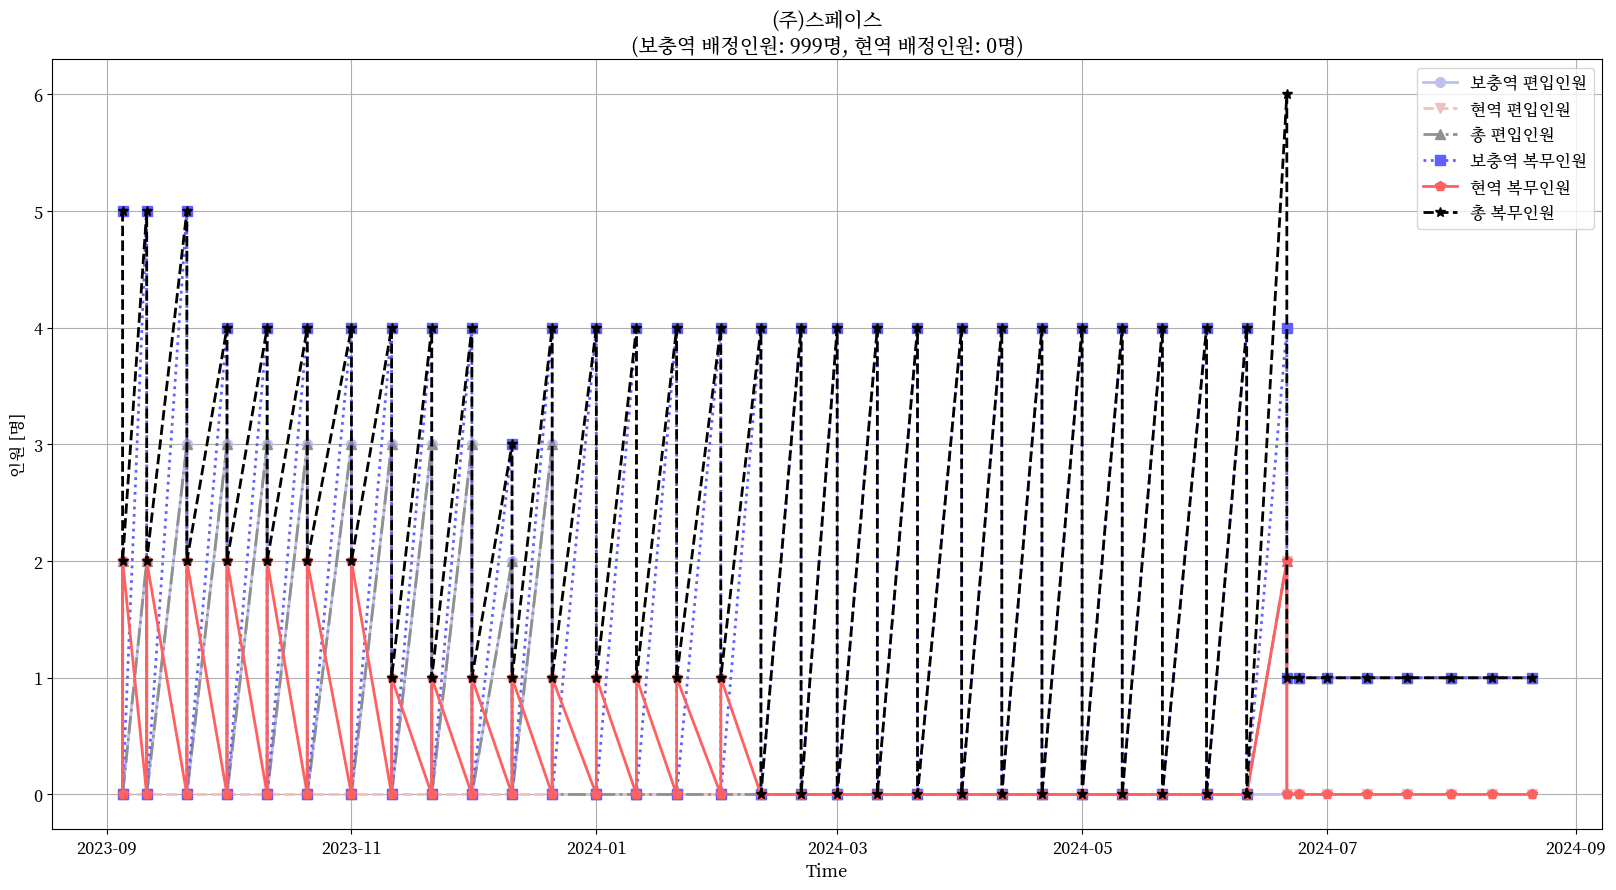 (주)스페이스
(보충역 배정인원: 999명, 현역 배정인원: 0명)
보충역 편입인원
현역 편입인원
총 편입인원
보충역 복무인원
현역 복무인원
총 복무인원
인원 [명]
6
5
4
3
2
1
0
2023-09
2023-11
2024-01
2024-03
2024-05
2024-07
2024-09
Time